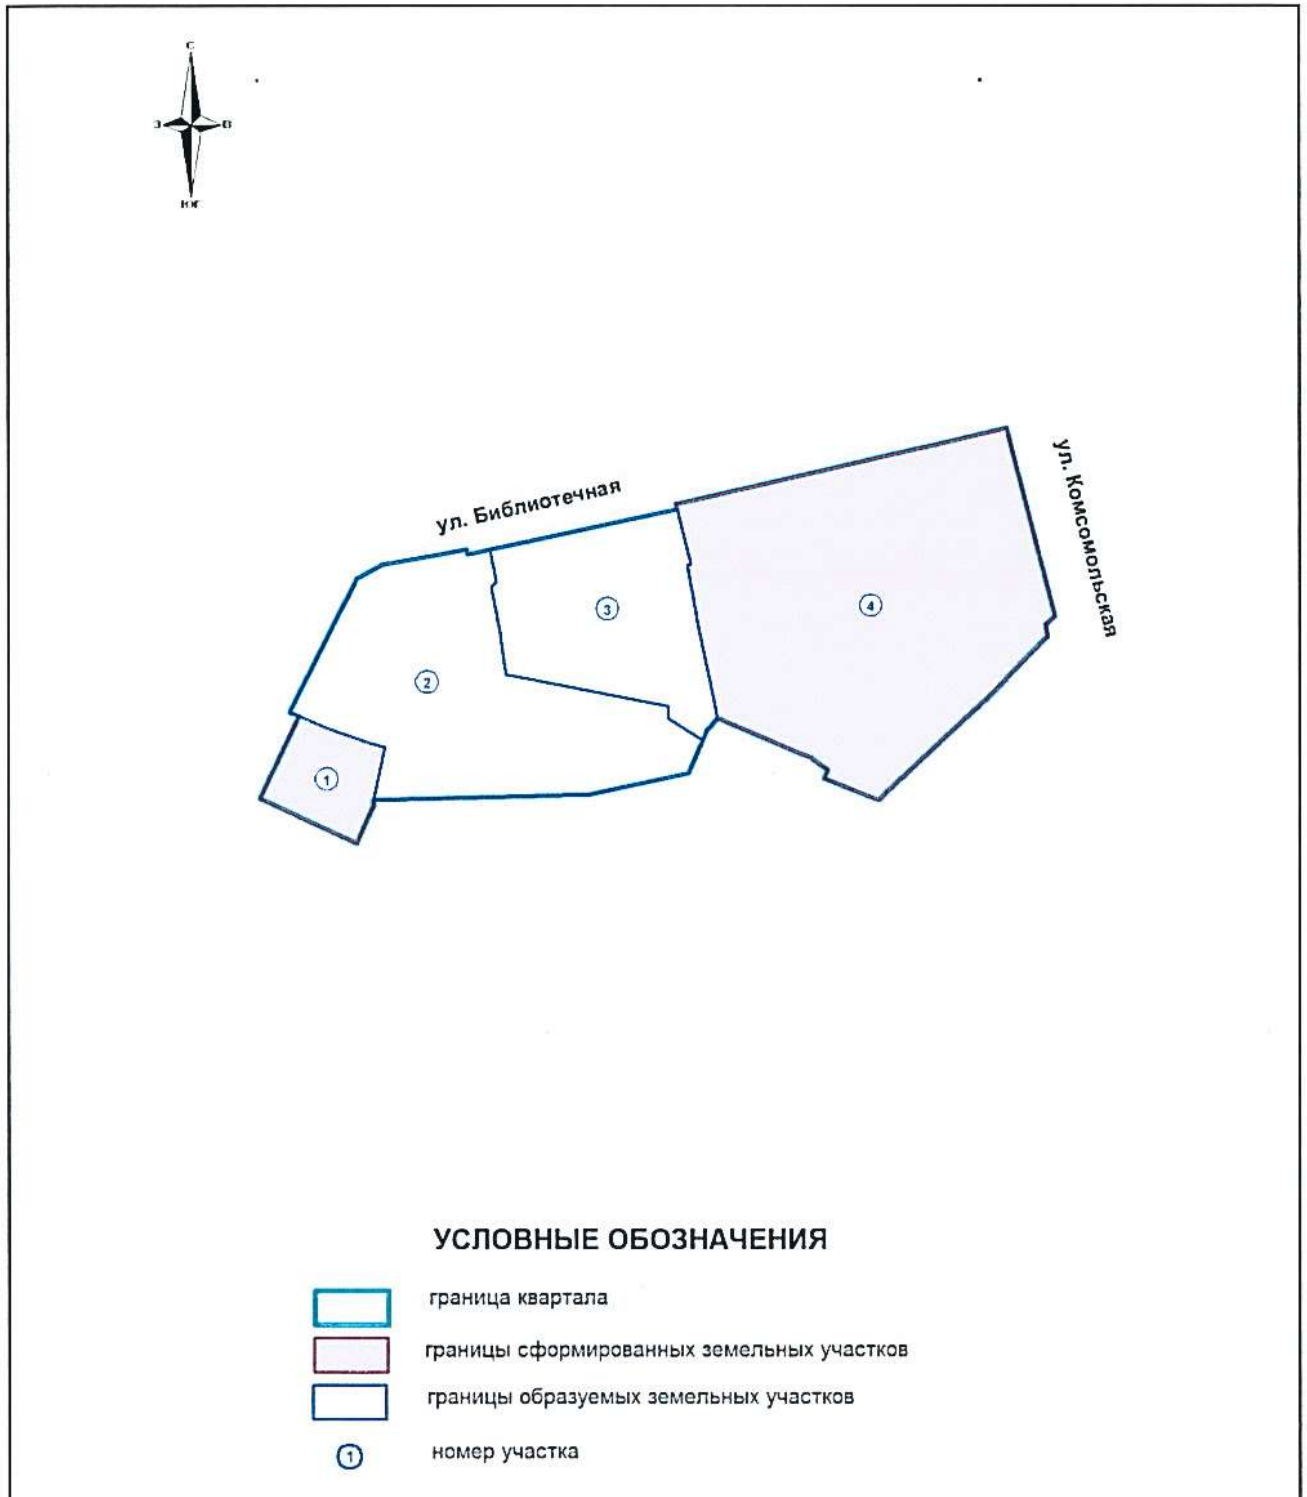 С
З
В
ЮГ
ул. Библиотечная
ул. Комсомольская
3
4
2
1
УСЛОВНЫЕ ОБОЗНАЧЕНИЯ
граница квартала
границы сформированных земельных участков
границы образуемых земельных участков
1 номер участка